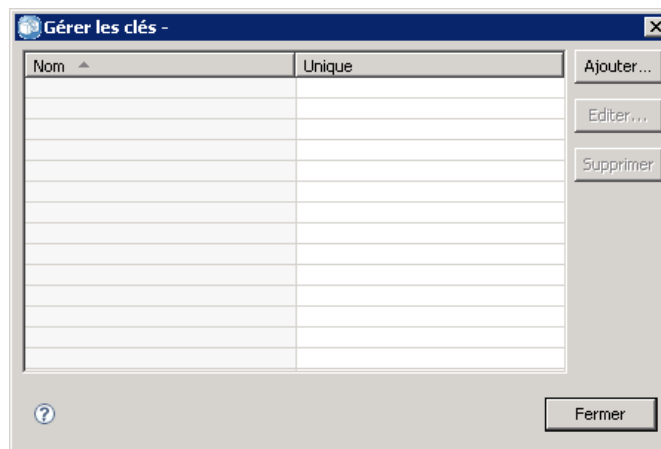 Gérer les clés -
Nom Unique
Ajouter...
Editer...
Supprimer
?
Fermer